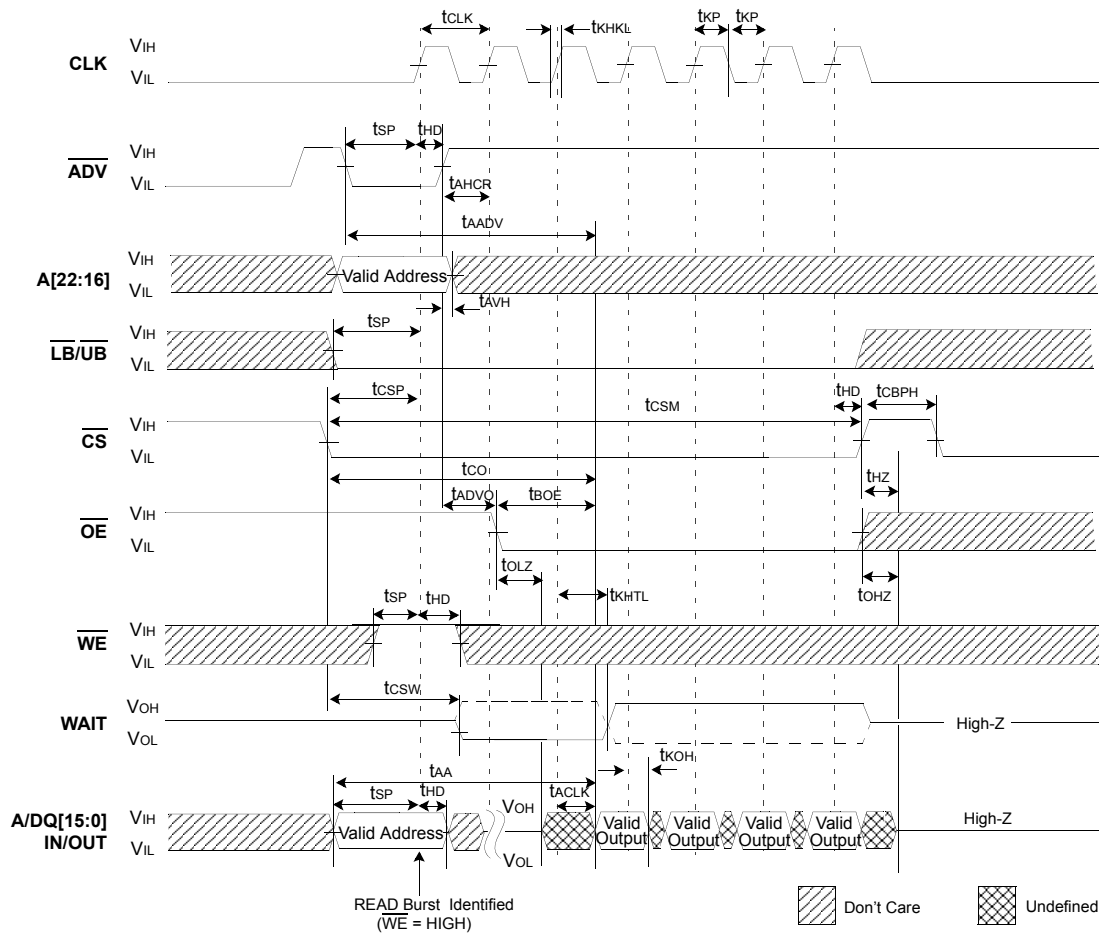 tCLK
tKHKL
tKP
tKP
CLK
VIH
VIL
tSP
tHD
ADV
VIH
VIL
tAHCR
tAADV
A[22:16]
VIH
VIL
Valid Address
tAVH
tSP
LB/UB
VIH
VIL
tCSP
tCSM
tHD
tCBPH
CS
VIH
VIL
tCO
tHZ
tADVO
tBOE
OE
VIH
VIL
tOLZ
tKHTL
tOHZ
tSP
tHD
WE
VIH
VIL
tCSW
WAIT
VOH
VOL
High-Z
tKOH
tAA
tACLK
tSP
tHD
A/DQ[15:0]
IN/OUT
VIH
VIL
Valid Address
VOH
VOL
Valid
Output
Valid
Output
Valid
Output
Valid
Output
High-Z
READ Burst Identified
(WE = HIGH)
Don't Care
Undefined